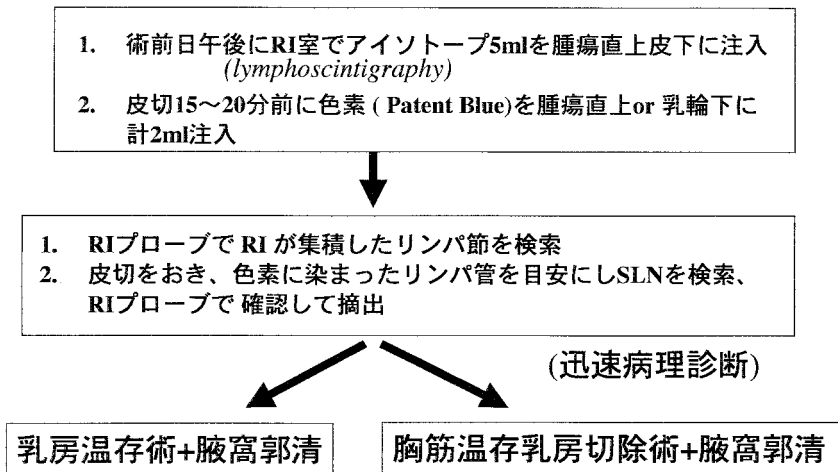 1. 術前日午後にRI室でアイソトープ5mlを腫瘍直上皮下に注入
(lymphoscintigraphy)
2. 皮切15～20分前に色素 ( Patent Blue)を腫瘍直上or 乳輪下に
計2ml注入
1. RIプローブで RI が集積したリンパ節を検索
2. 皮切をおき、色素に染まったリンパ管を目安にしSLNを検索、
RIプローブで 確認して摘出
(迅速病理診断)
乳房温存術+腋窩郭清
胸筋温存乳房切除術+腋窩郭清